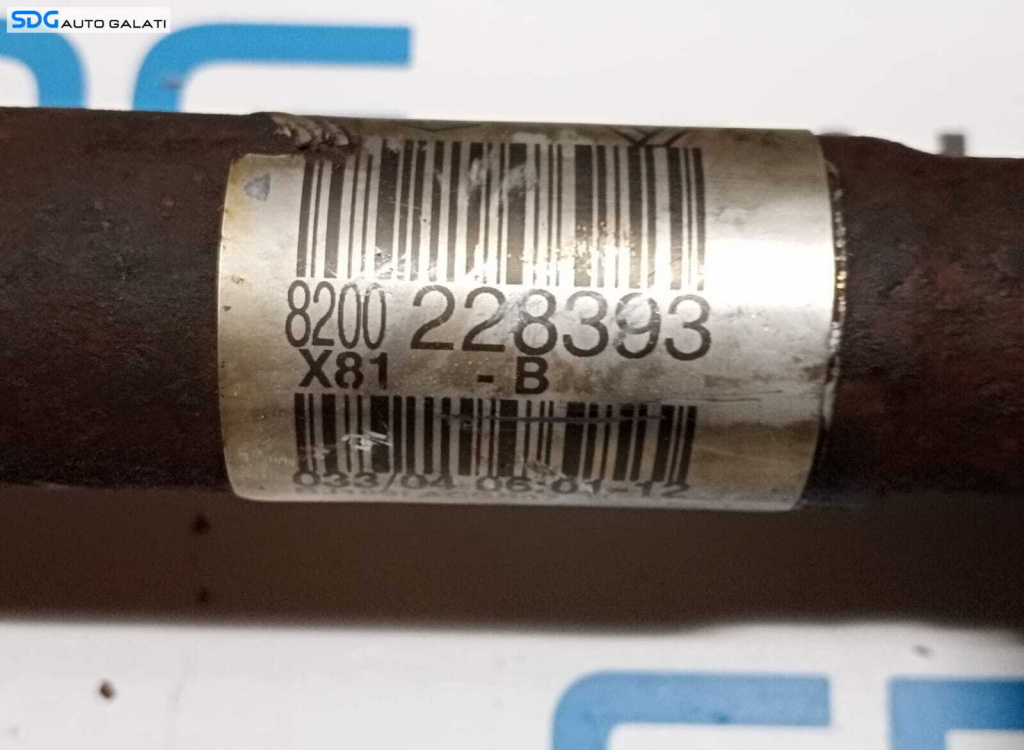 SDG AUTO GALATI
8200 228393
X81 - B
033/04 06:01-12